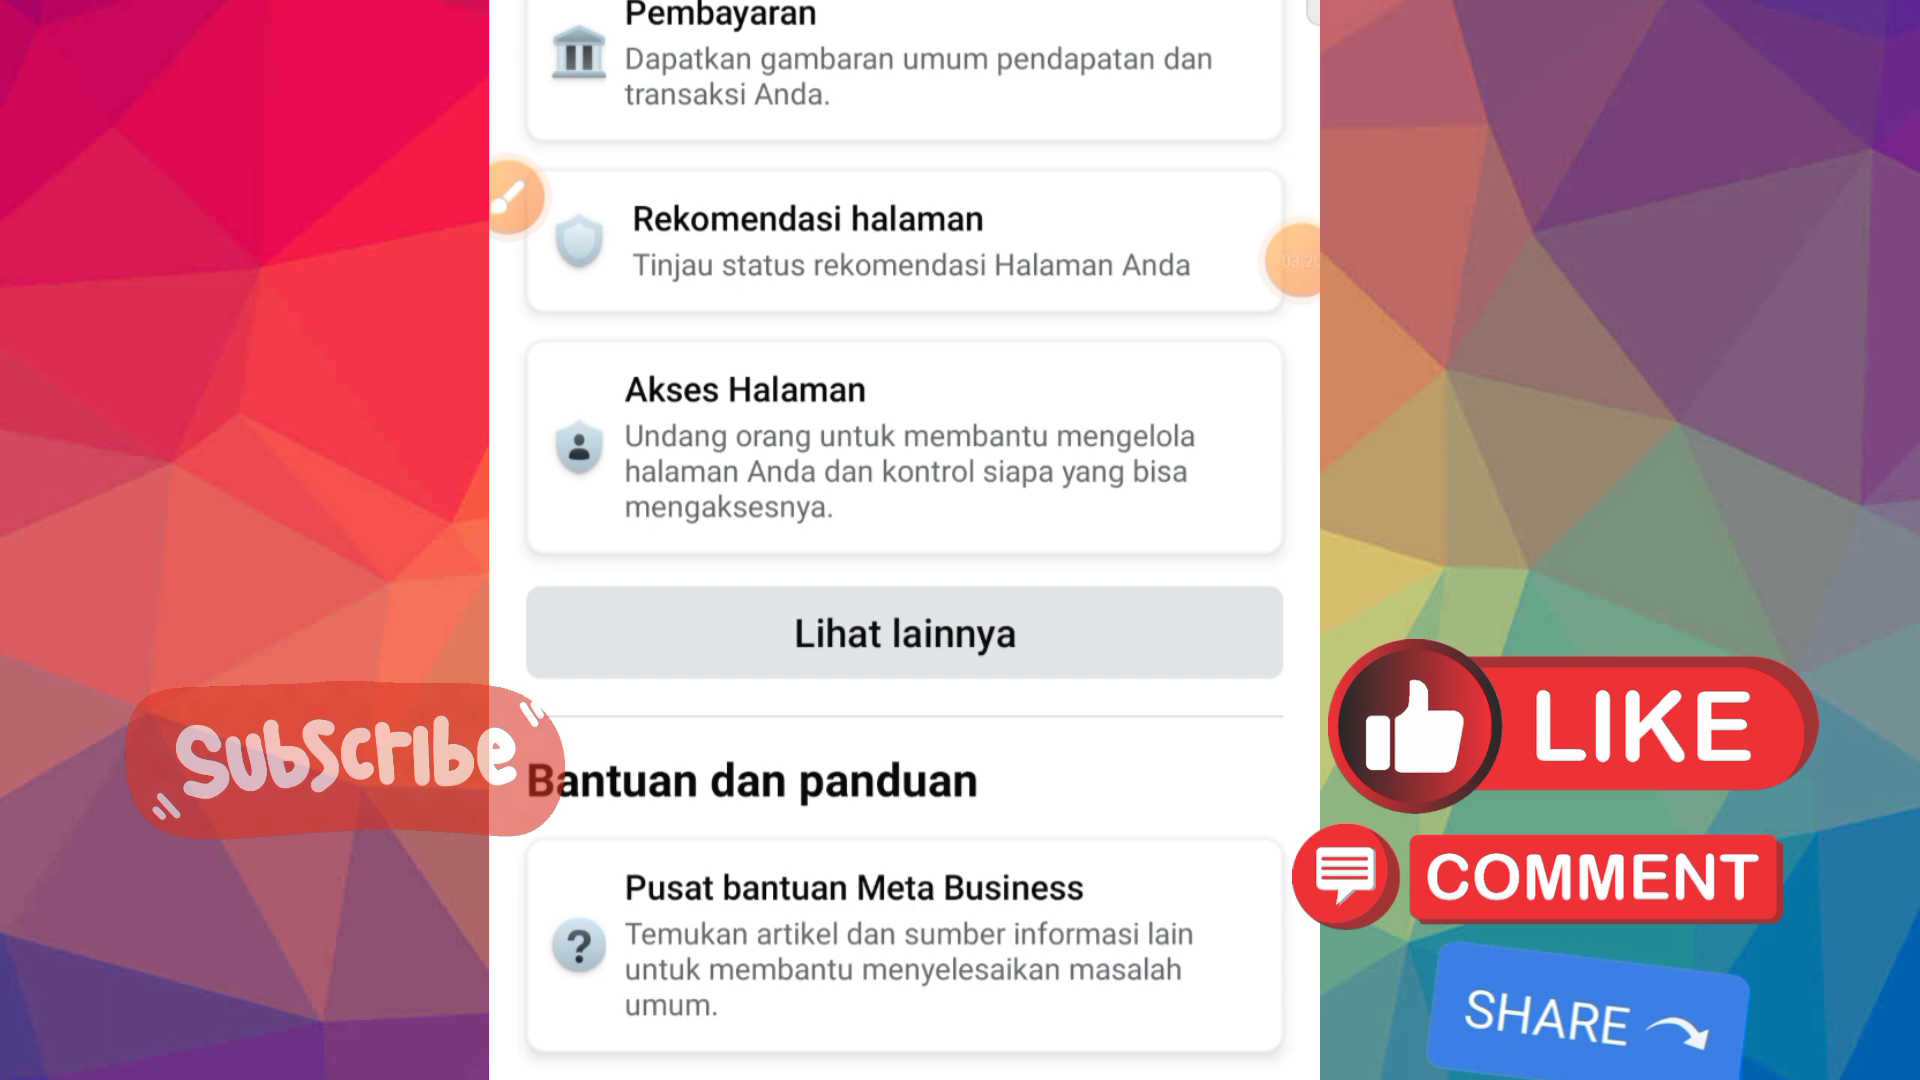 Pembayaran
Dapatkan gambaran umum pendapatan dan
transaksi Anda.
Rekomendasi halaman
Tinjau status rekomendasi Halaman Anda
Akses Halaman
Undang orang untuk membantu mengelola
halaman Anda dan kontrol siapa yang bisa
mengaksesnya.
Lihat lainnya
Subscribe
Bantuan dan panduan
Pusat bantuan Meta Business
Temukan artikel dan sumber informasi lain
untuk membantu menyelesaikan masalah
umum.
LIKE
COMMENT
SHARE